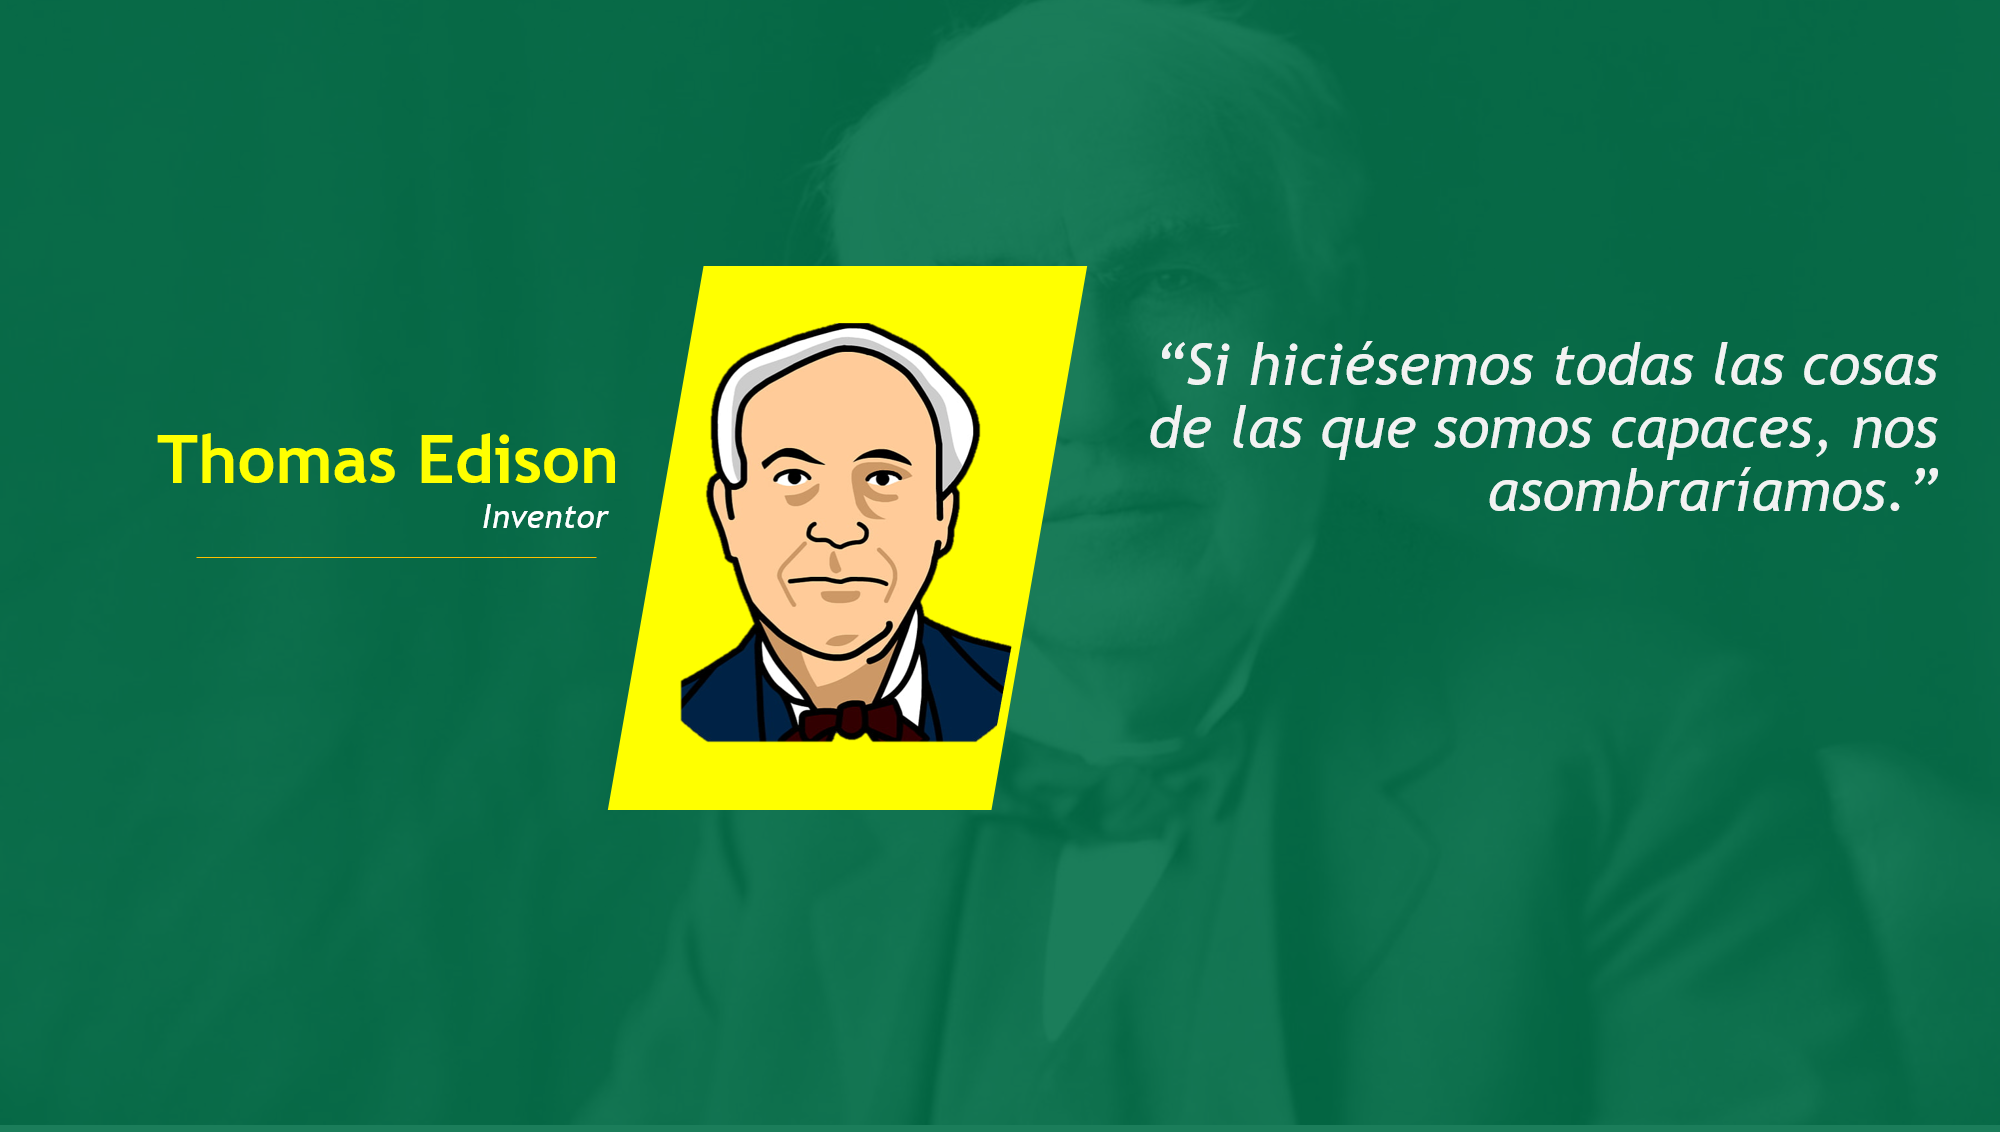 Thomas Edison
Inventor
“Si hiciésemos todas las cosas
de las que somos capaces, nos
asombraríamos.”